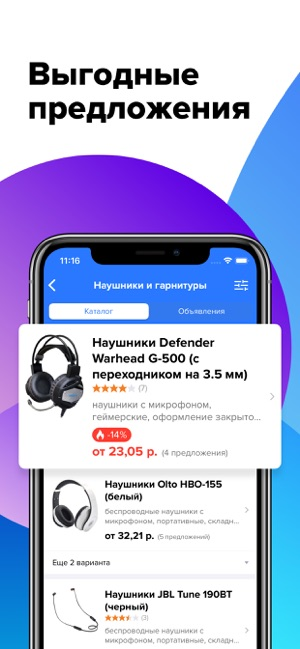 Выгодные
предложения
11:16
Наушники и гарнитуры
Каталог
Объявления
Наушники Defender
Warhead G-500 (с
переходником на 3.5 мм)
(7)
наушники с микрофоном,
геймерские, оформление закрыто...
-14%
от 23,05 р. (4 предложения)
Наушники Olto HBO-155
(белый)
беспроводные наушники с
микрофоном, портативные, складн...
от 32,21 р. (5 предложений)
Еще 2 варианта
Наушники JBL Tune 190BT
(черный)
(3)
беспроводные наушники с
микрофоном, портативные, складн...